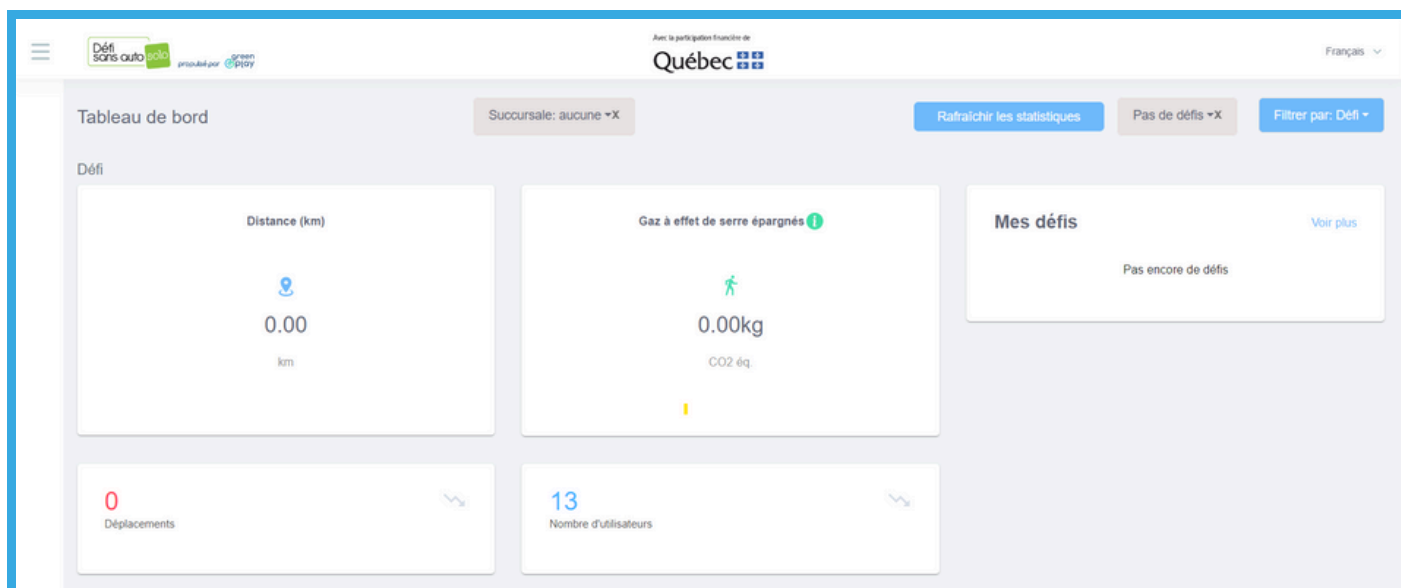 Défi
sans auto solo
propulsé par green play
Avec la participation financière de
Québec
Français
Tableau de bord
Succursale: aucune X
Rafraîchir les statistiques
Pas de défis X
Filtrer par: Défi
Défi
Distance (km)
0.00
km
Gaz à effet de serre épargnés i
0.00kg
CO2 éq.
Mes défis
Voir plus
Pas encore de défis
0
Déplacements
13
Nombre d'utilisateurs